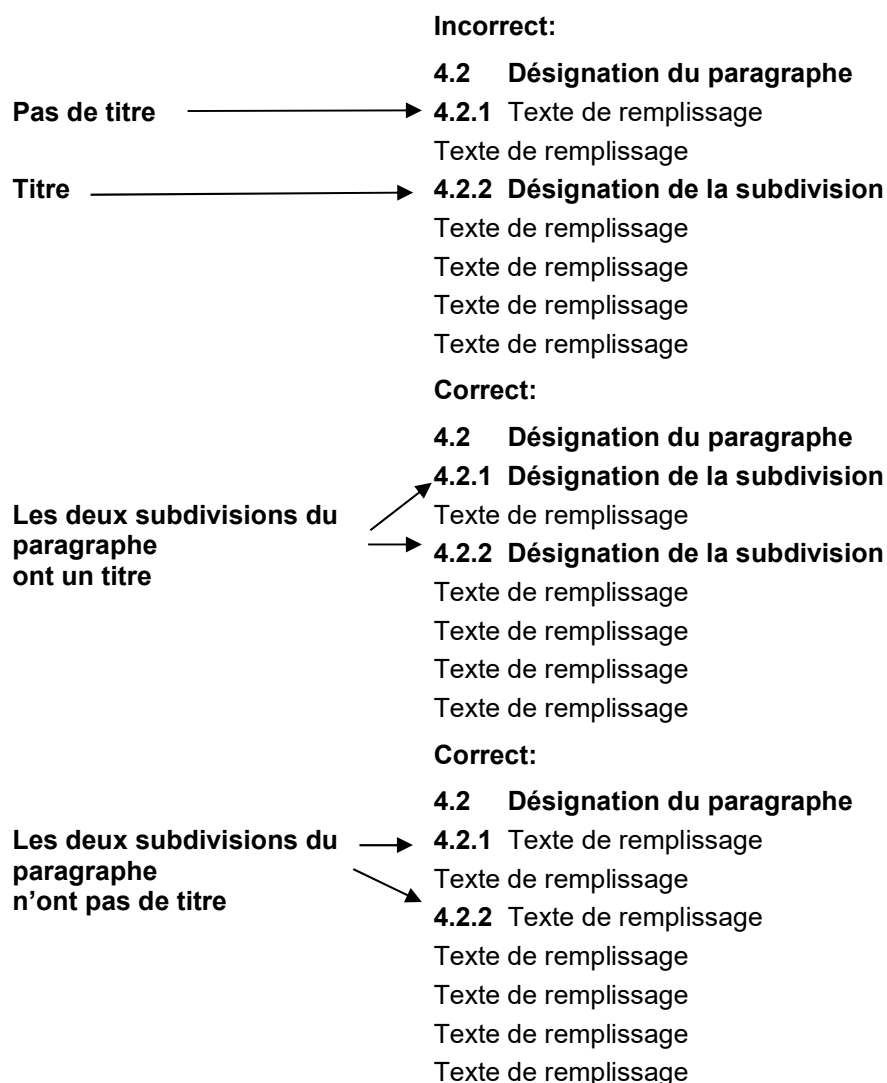 Incorrect:
4.2 Désignation du paragraphe
Pas de titre
4.2.1 Texte de remplissage
Texte de remplissage
Titre
4.2.2 Désignation de la subdivision
Texte de remplissage
Texte de remplissage
Texte de remplissage
Texte de remplissage
Correct:
4.2 Désignation du paragraphe
4.2.1 Désignation de la subdivision
Les deux subdivisions du
paragraphe
ont un titre
Texte de remplissage
4.2.2 Désignation de la subdivision
Texte de remplissage
Texte de remplissage
Texte de remplissage
Texte de remplissage
Correct:
4.2 Désignation du paragraphe
Les deux subdivisions du
paragraphe
n’ont pas de titre
4.2.1 Texte de remplissage
Texte de remplissage
4.2.2 Texte de remplissage
Texte de remplissage
Texte de remplissage
Texte de remplissage
Texte de remplissage